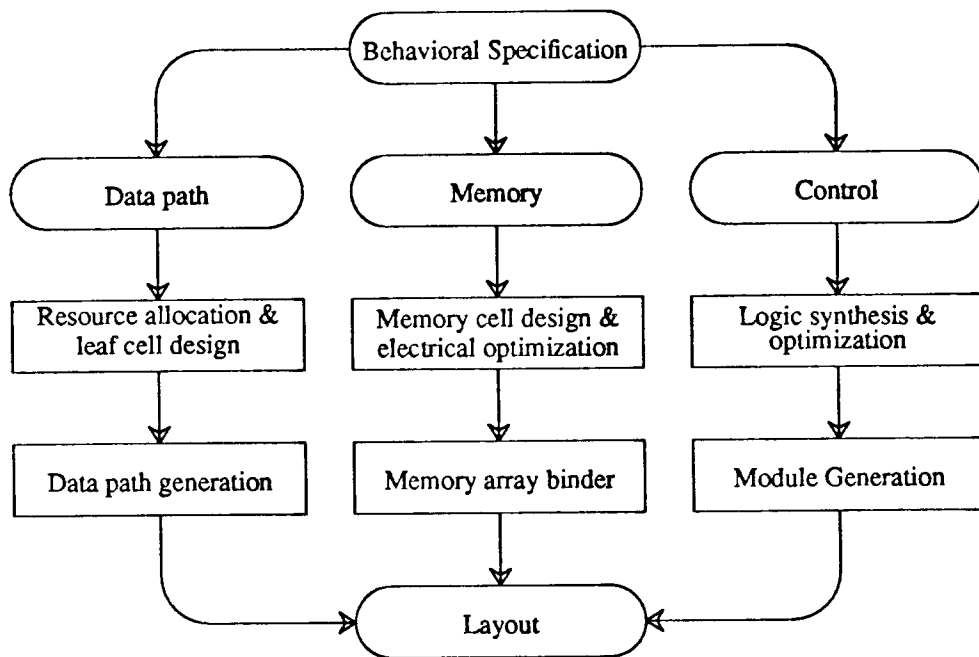 Behavioral Specification
Data path
Memory
Control
Resource allocation &
leaf cell design
Memory cell design &
electrical optimization
Logic synthesis &
optimization
Data path generation
Memory array binder
Module Generation
Layout